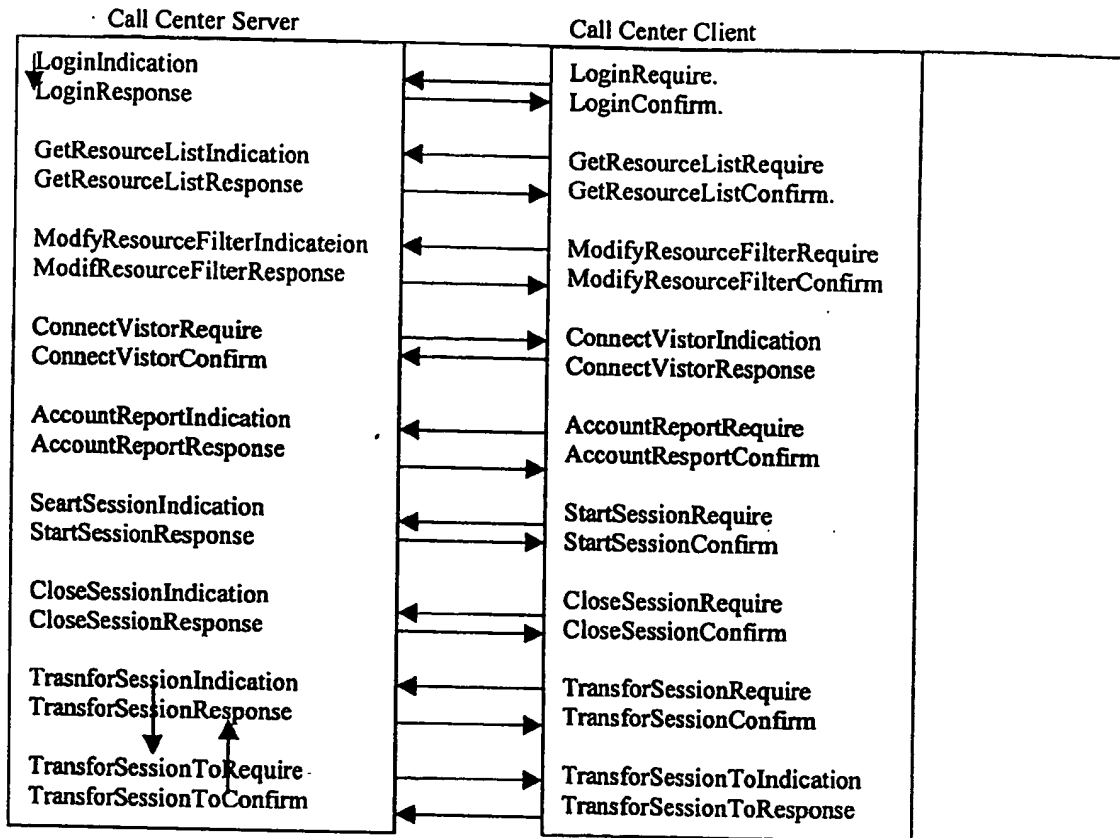 Call Center Server
LoginIndication
LoginResponse
GetResourceListIndication
GetResourceListResponse
ModfyResourceFilterIndicateion
ModifResourceFilterResponse
ConnectVistorRequire
ConnectVistorConfirm
AccountReportIndication
AccountReportResponse
SeartSessionIndication
StartSessionResponse
CloseSessionIndication
CloseSessionResponse
TrasnforSessionIndication
TransforSessionResponse
TransforSessionToRequire
TransforSessionToConfirm
Call Center Client
LoginRequire.
LoginConfirm.
GetResourceListRequire
GetResourceListConfirm.
ModifyResourceFilterRequire
ModifyResourceFilterConfirm
ConnectVistorIndication
ConnectVistorResponse
AccountReportRequire
AccountResportConfirm
StartSessionRequire
StartSessionConfirm
CloseSessionRequire
CloseSessionConfirm
TransforSessionRequire
TransforSessionConfirm
TransforSessionToIndication
TransforSessionToResponse